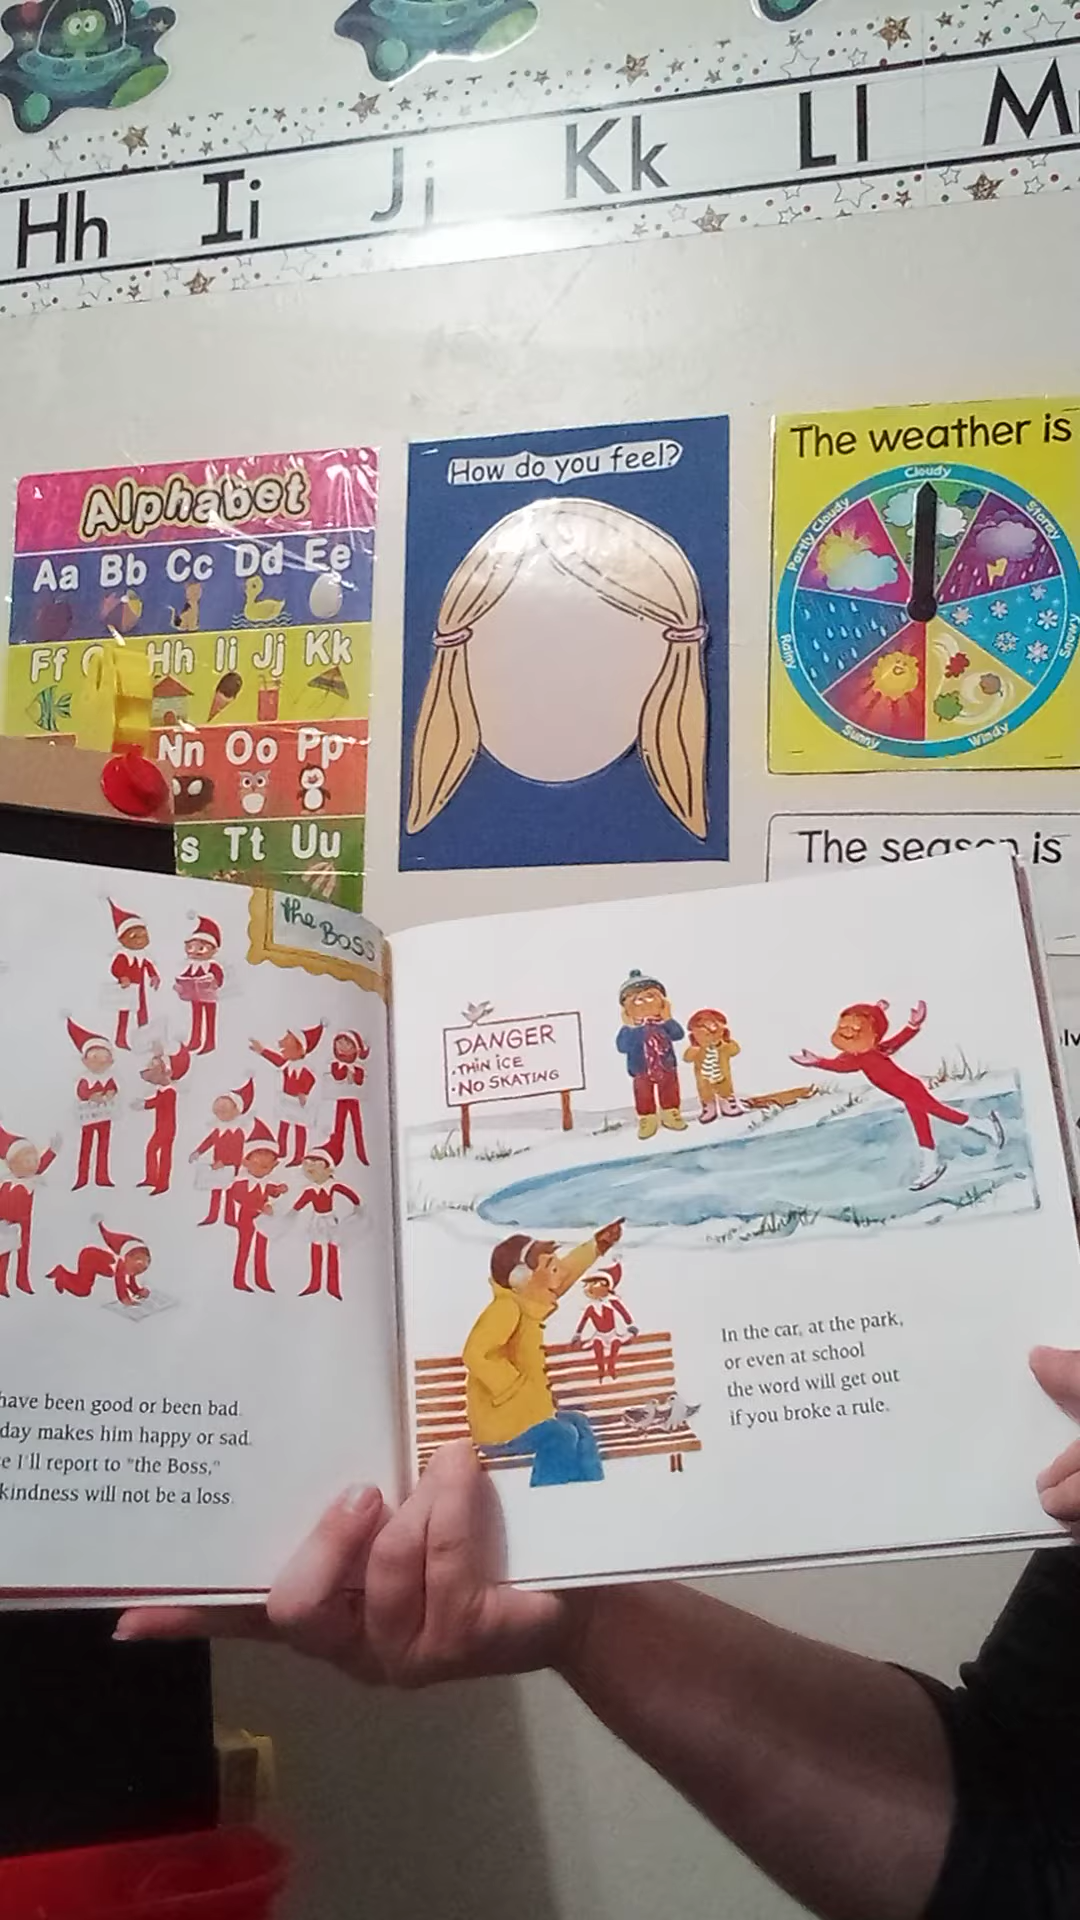 Hh Ii Jj Kk Ll M
Alphabet
Aa Bb Cc Dd Ee
Ff Hh Ii Jj Kk
Nn Oo Pp
s Tt Uu
How do you feel?
The weather is
Cloudy
Stormy
Snowy
Windy
Sunny
Rainy
Partly Cloudy
The season is
the BOSS
have been good or been bad.
day makes him happy or sad.
e I'll report to "the Boss,"
kindness will not be a loss.
DANGER
• THIN ICE
• NO SKATING
In the car, at the park,
or even at school
the word will get out
if you broke a rule.